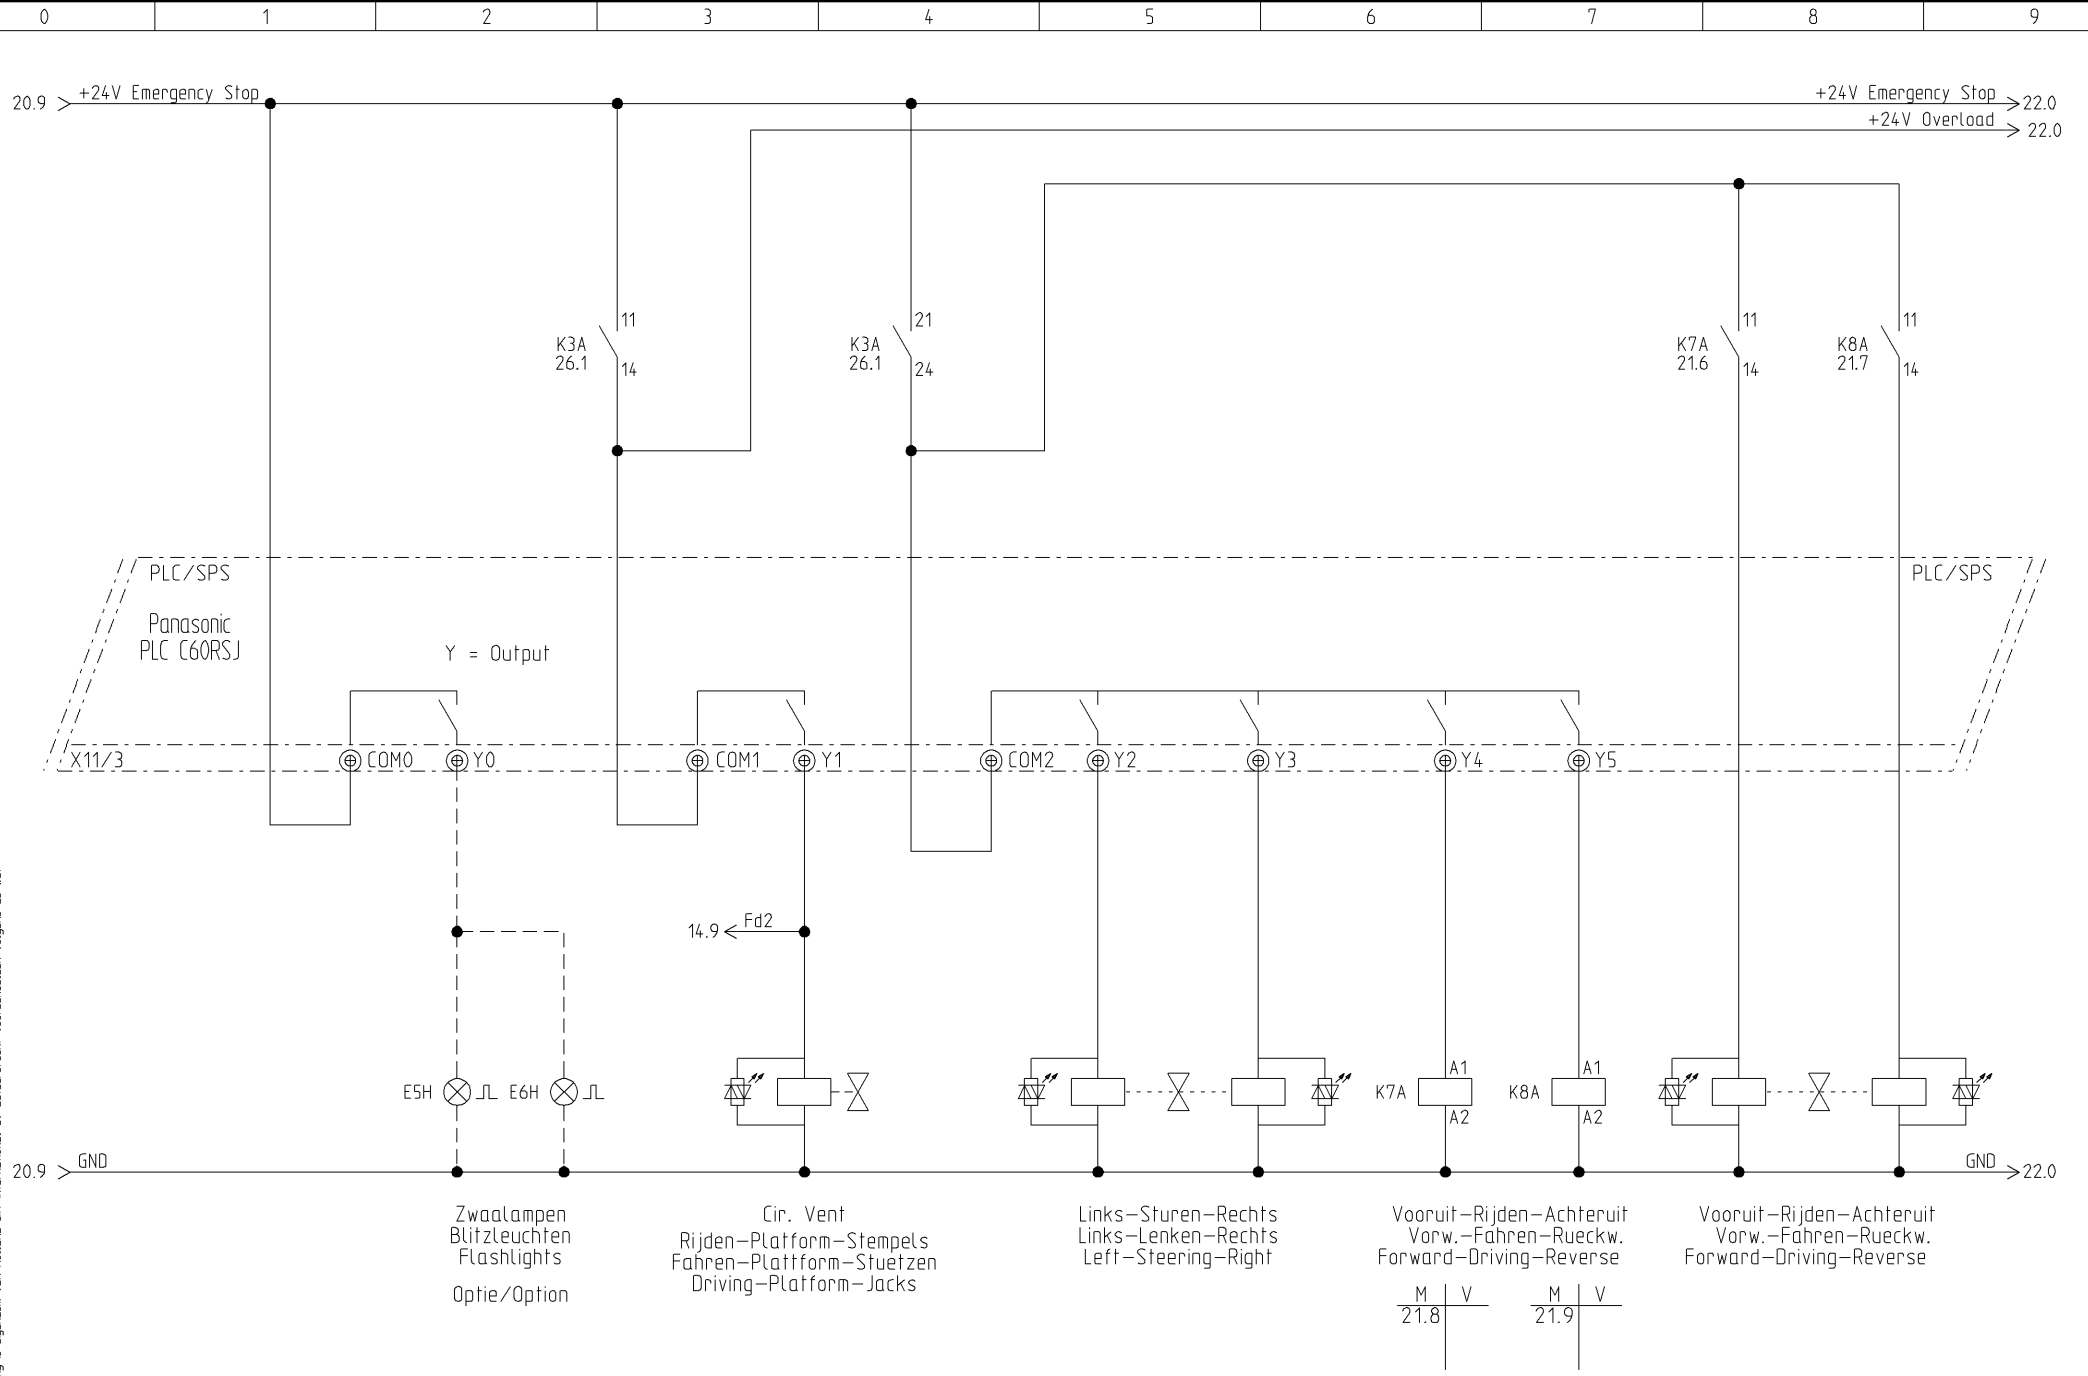 0 1 2 3 4 5 6 7 8 9
+24V Emergency Stop
20.9
+24V Emergency Stop
22.0
+24V Overload
22.0
11
K3A
26.1
14
21
K3A
26.1
24
11
K7A
21.6
14
11
K8A
21.7
14
PLC/SPS
PLC/SPS
Panasonic
PLC C60RSJ
Y = Output
X11/3
COM0 Y0 COM1 Y1 COM2 Y2 Y3 Y4 Y5
Fd2
14.9
E5H E6H
A1
K7A
A2
A1
K8A
A2
GND
20.9
GND
22.0
Zwaalampen
Blitzleuchten
Flashlights
Optie/Option
Cir. Vent
Rijden-Platform-Stempels
Fahren-Plattform-Stuetzen
Driving-Platform-Jacks
Links-Sturen-Rechts
Links-Lenken-Rechts
Left-Steering-Right
Vooruit-Rijden-Achteruit
Vorw.-Fahren-Rueckw.
Forward-Driving-Reverse
M V
21.8
M V
21.9
Vooruit-Rijden-Achteruit
Vorw.-Fahren-Rueckw.
Forward-Driving-Reverse